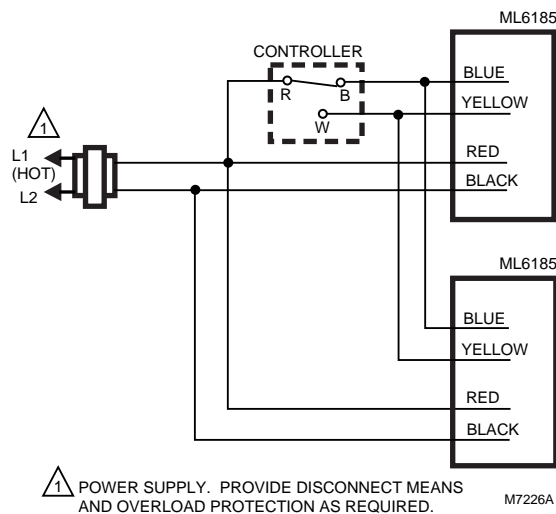 ML6185
CONTROLLER
R
B
W
BLUE
YELLOW
RED
BLACK
1
L1
(HOT)
L2
ML6185
BLUE
YELLOW
RED
BLACK
1 POWER SUPPLY. PROVIDE DISCONNECT MEANS
AND OVERLOAD PROTECTION AS REQUIRED.
M7226A